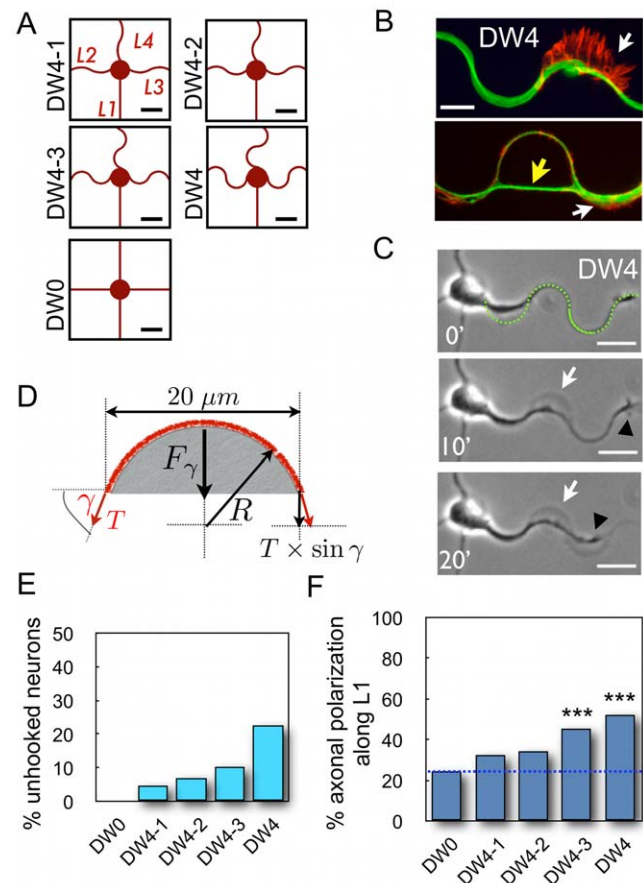 A
DW4-1
L2
L4
L3
L1
DW4-2
DW4-3
DW4
DW0
B
DW4
C
DW4
0'
10'
20'
D
20 μm
Fγ
R
γ
T
T × sin γ
E
% unhooked neurons
50
40
30
20
10
0
DW0
DW4-1
DW4-2
DW4-3
DW4
F
% axonal polarization
along L1
100
80
60
40
20
0
***
***
DW0
DW4-1
DW4-2
DW4-3
DW4